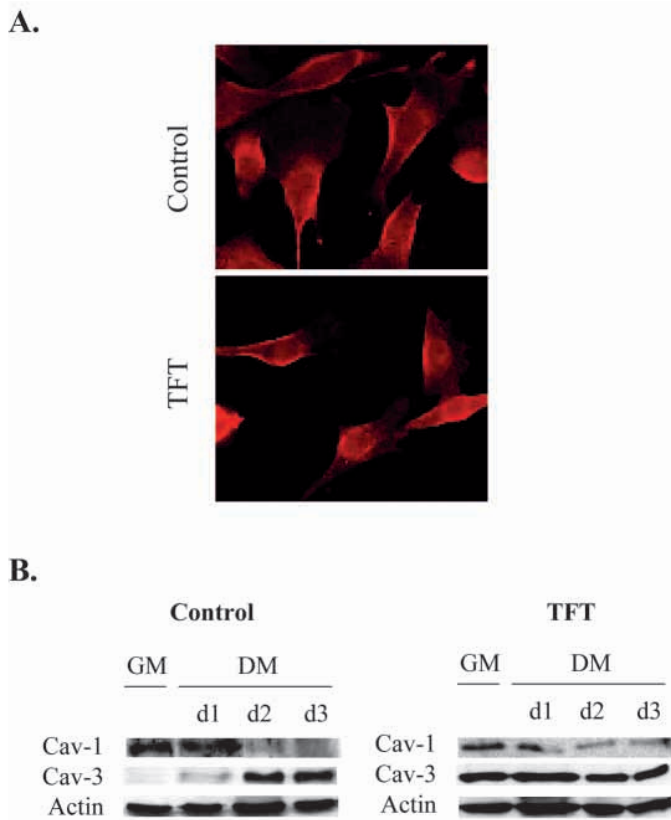 A.
Control
TFT
B.
Control
TFT
GM DM
GM DM
d1 d2 d3
d1 d2 d3
Cav-1
Cav-1
Cav-3
Cav-3
Actin
Actin